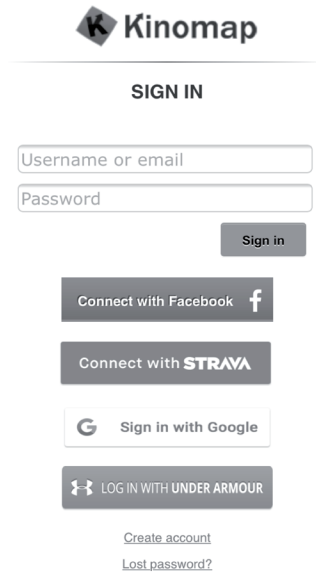 Kinomap
SIGN IN
Username or email
Password
Sign in
Connect with Facebook f
Connect with STRAVA
G Sign in with Google
LOG IN WITH UNDER ARMOUR
Create account
Lost password?